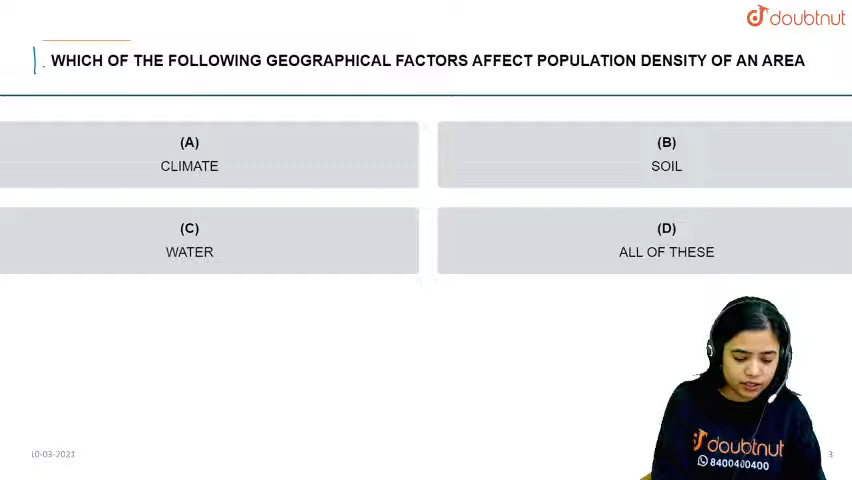 doubtnut
WHICH OF THE FOLLOWING GEOGRAPHICAL FACTORS AFFECT POPULATION DENSITY OF AN AREA
(A)
CLIMATE
(B)
SOIL
(C)
WATER
(D)
ALL OF THESE
doubtnut
8400400400
10-03-2021
3